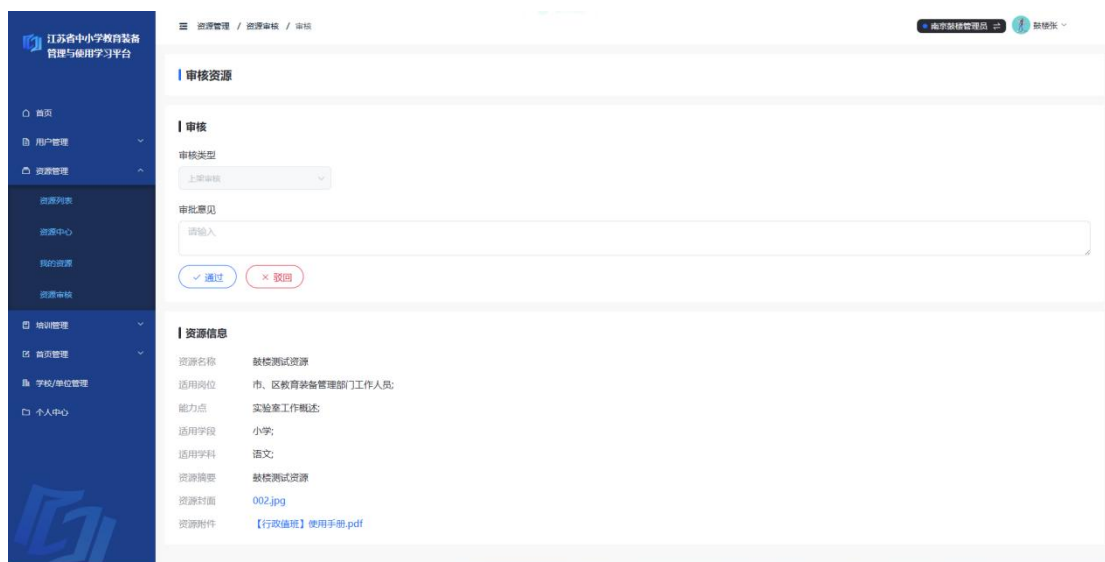 江苏省中小学教育装备
管理与使用学习平台
资源管理 / 资源审核 / 审核
南京鼓楼管理员
鼓楼张
审核资源
首页
用户管理
资源管理
资源列表
资源中心
我的资源
资源审核
培训管理
首页管理
学校/单位管理
个人中心
审核
审核类型
上架审核
审批意见
请输入
通过
驳回
资源信息
资源名称 鼓楼测试资源
适用岗位 市、区教育装备管理部门工作人员;
能力点 实验室工作概述;
适用学段 小学;
适用学科 语文;
资源摘要 鼓楼测试资源
资源封面 002.jpg
资源附件 【行政值班】使用手册.pdf